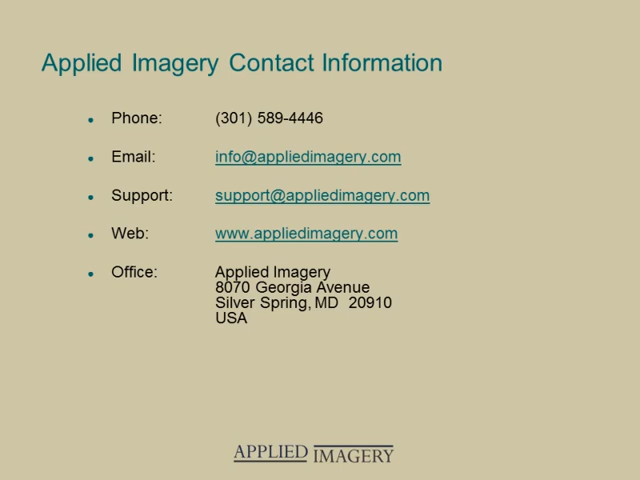 Applied Imagery Contact Information
• Phone: (301) 589-4446
• Email: info@appliedimagery.com
• Support: support@appliedimagery.com
• Web: www.appliedimagery.com
• Office: Applied Imagery
8070 Georgia Avenue
Silver Spring, MD  20910
USA
APPLIED IMAGERY